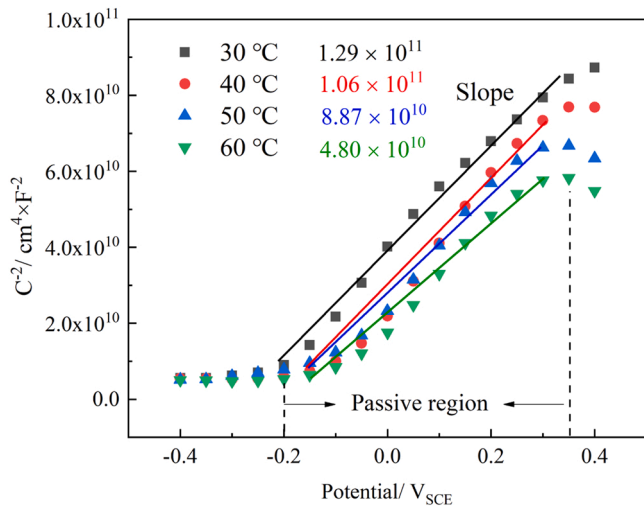 1.0x10¹¹
8.0x10¹⁰
6.0x10¹⁰
4.0x10¹⁰
2.0x10¹⁰
0.0
C⁻²/ cm⁴×F⁻²
30 ℃ 1.29 × 10¹¹
40 ℃ 1.06 × 10¹¹
50 ℃ 8.87 × 10¹⁰
60 ℃ 4.80 × 10¹⁰
Slope
Passive region
-0.4 -0.2 0.0 0.2 0.4
Potential/ V_SCE